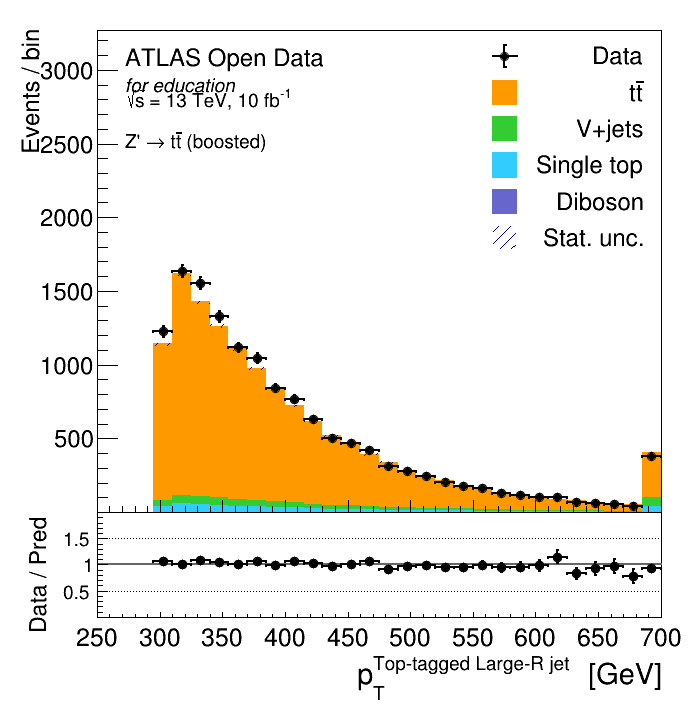 Events / bin
3000
2500
2000
1500
1000
500
ATLAS Open Data
for education
√s = 13 TeV, 10 fb⁻¹
Z' → tt̄ (boosted)
Data
tt̄
V+jets
Single top
Diboson
Stat. unc.
Data / Pred
1.5
1
0.5
250 300 350 400 450 500 550 600 650 700
p_T^Top-tagged Large-R jet [GeV]